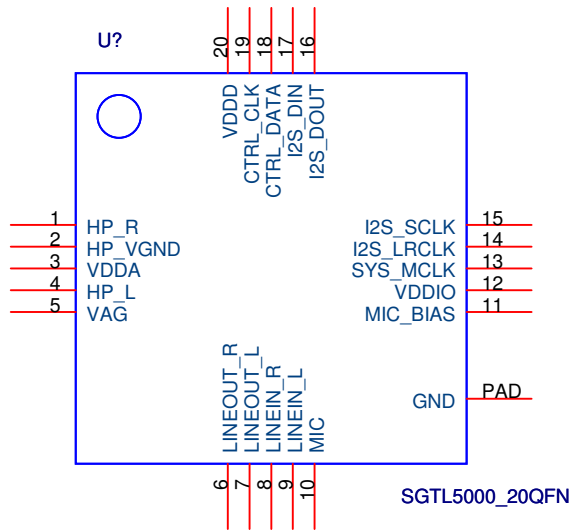 U?
20 19 18 17 16
VDDD
CTRL_CLK
CTRL_DATA
I2S_DIN
I2S_DOUT
1 HP_R
2 HP_VGND
3 VDDA
4 HP_L
5 VAG
I2S_SCLK 15
I2S_LRCLK 14
SYS_MCLK 13
VDDIO 12
MIC_BIAS 11
GND PAD
LINEOUT_R
LINEOUT_L
LINEIN_R
LINEIN_L
MIC
6 7 8 9 10
SGTL5000_20QFN